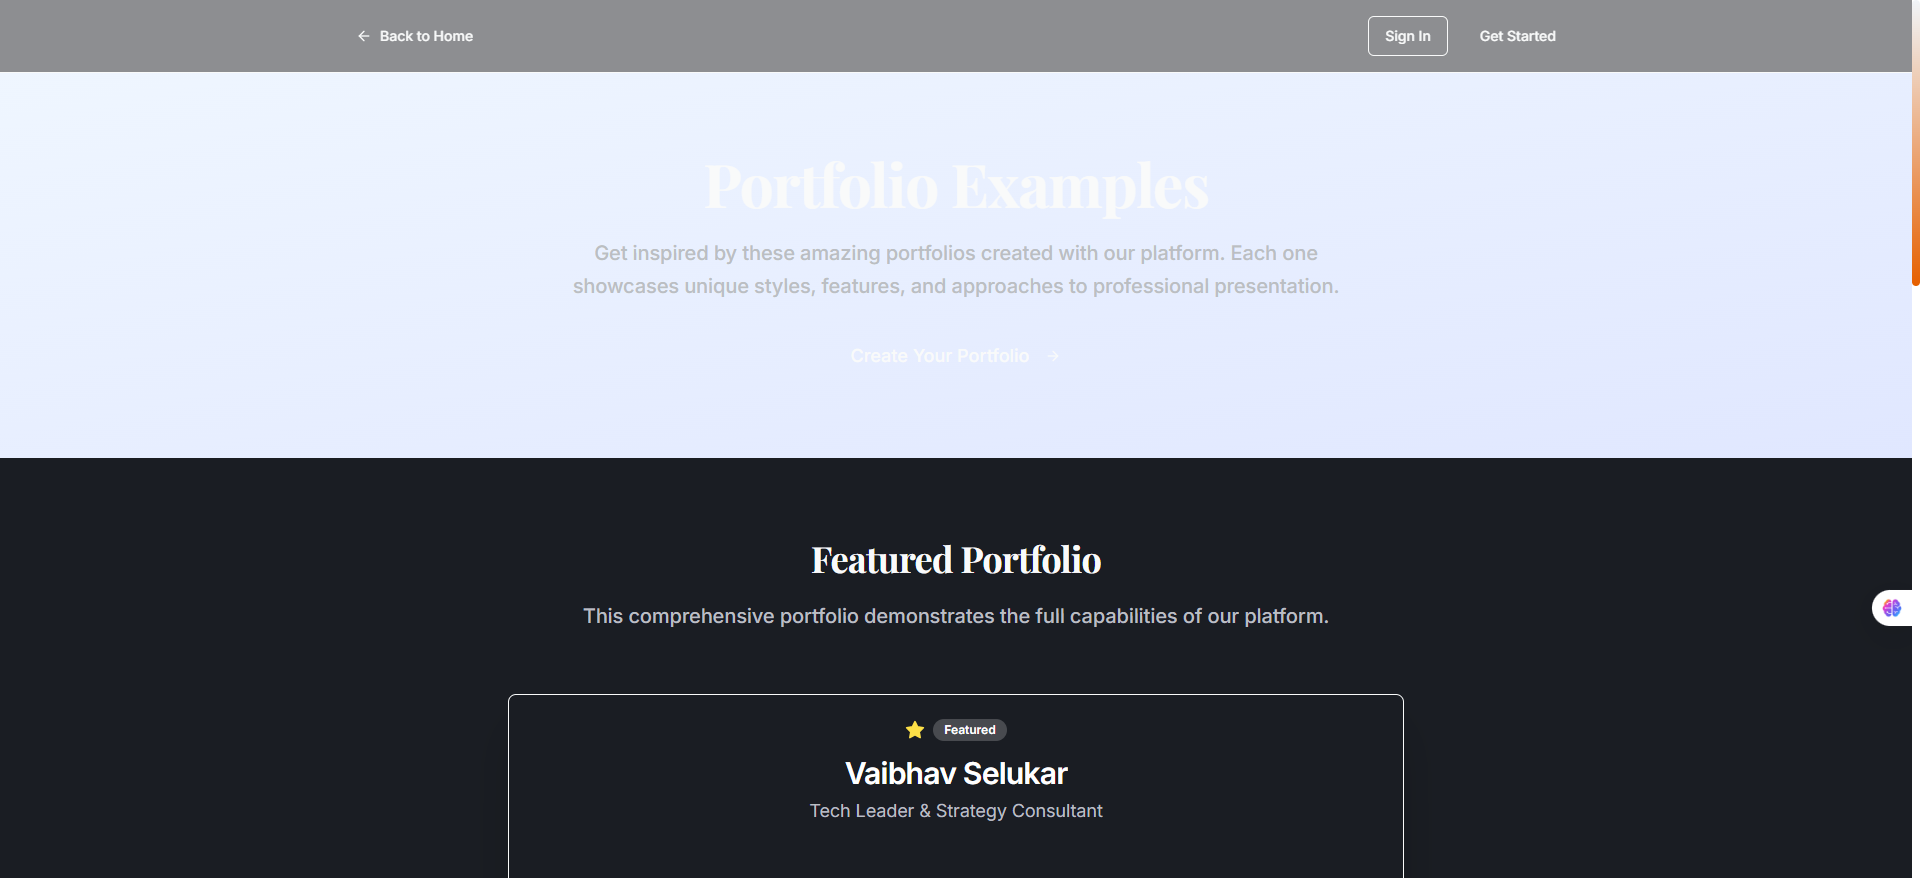 Back to Home
Sign In
Get Started
Portfolio Examples
Get inspired by these amazing portfolios created with our platform. Each one
showcases unique styles, features, and approaches to professional presentation.
Create Your Portfolio
Featured Portfolio
This comprehensive portfolio demonstrates the full capabilities of our platform.
Featured
Vaibhav Selukar
Tech Leader & Strategy Consultant